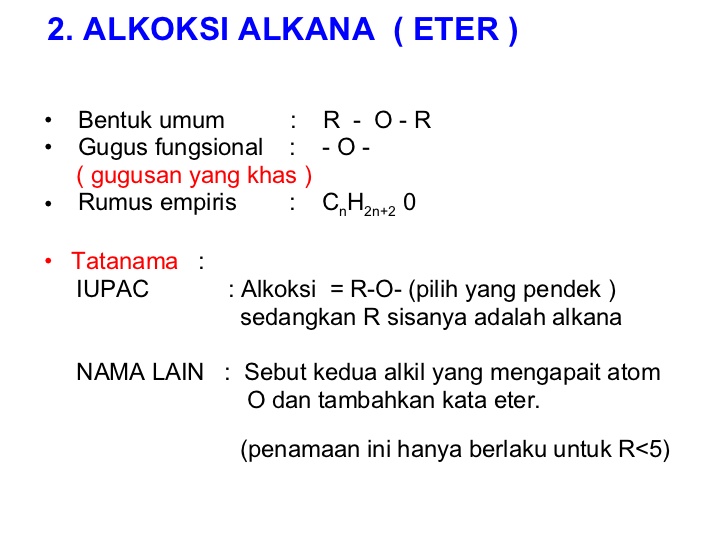 2. ALKOKSI ALKANA ( ETER )
• Bentuk umum : R - O - R
• Gugus fungsional : - O -
( gugusan yang khas )
• Rumus empiris : CnH2n+2 0
• Tatanama :
IUPAC : Alkoksi = R-O- (pilih yang pendek )
sedangkan R sisanya adalah alkana
NAMA LAIN : Sebut kedua alkil yang mengapait atom
O dan tambahkan kata eter.
(penamaan ini hanya berlaku untuk R<5)